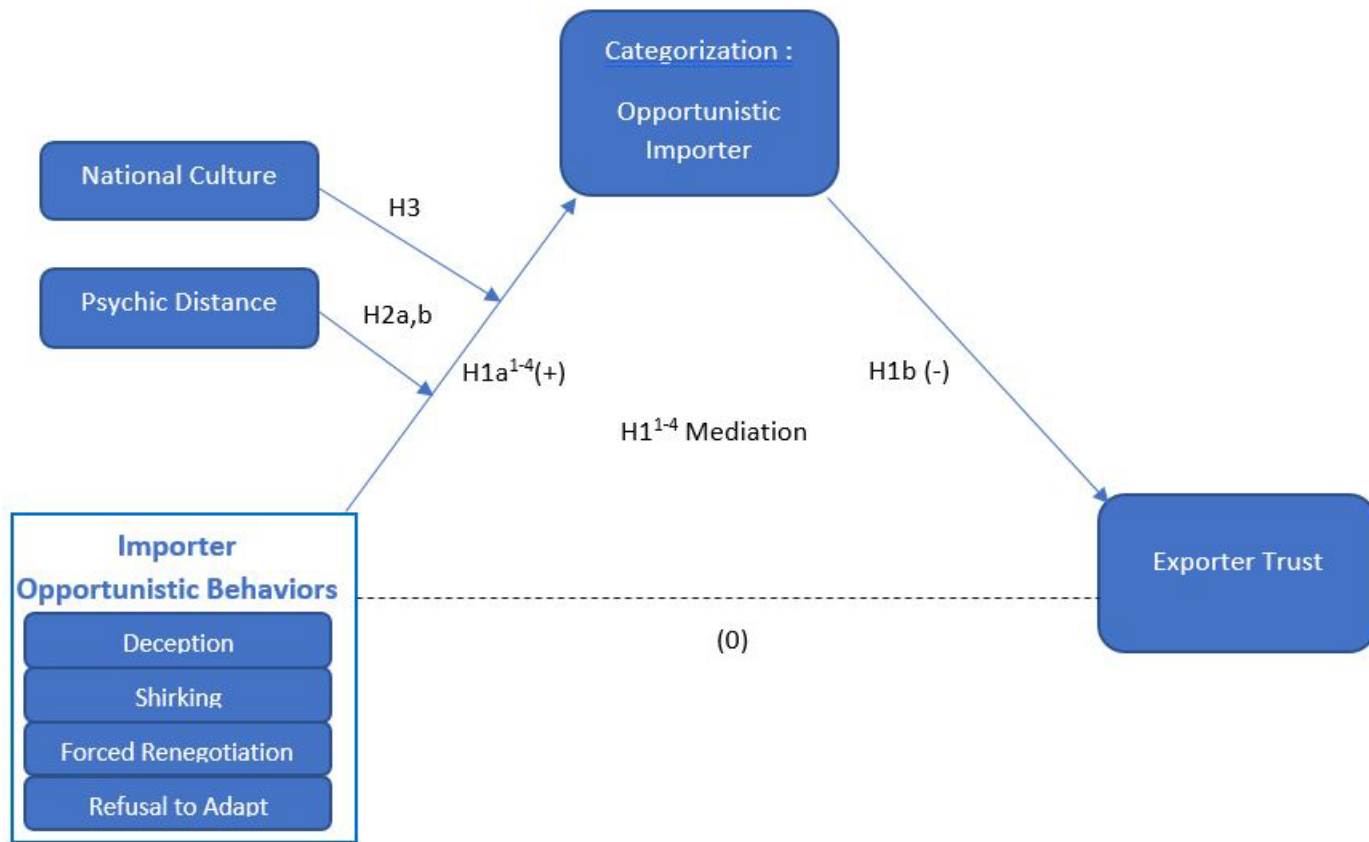 Categorization :
Opportunistic
Importer
National Culture
H3
Psychic Distance
H2a,b
H1a¹⁻⁴(+)
H1b (-)
H1¹⁻⁴ Mediation
Importer
Opportunistic Behaviors
Deception
Shirking
Forced Renegotiation
Refusal to Adapt
Exporter Trust
(0)